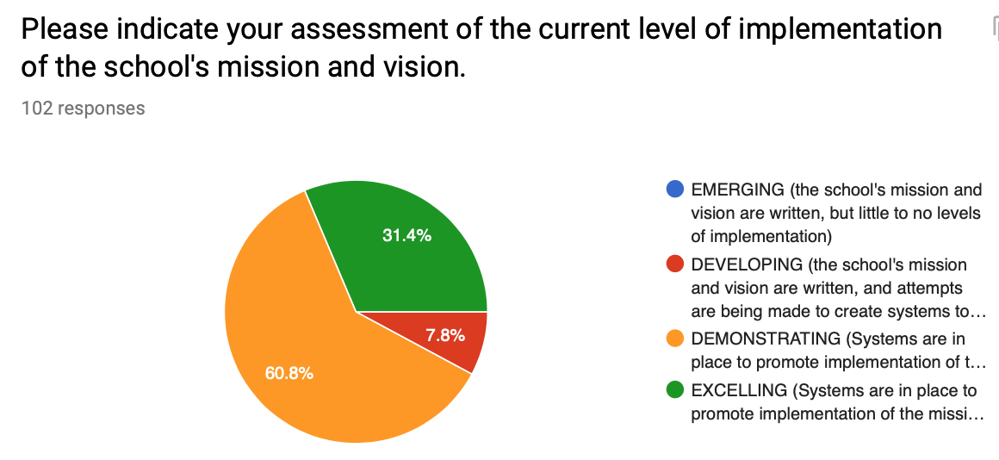 Please indicate your assessment of the current level of implementation
of the school's mission and vision.
102 responses
31.4%
7.8%
60.8%
EMERGING (the school's mission and
vision are written, but little to no levels
of implementation)
DEVELOPING (the school's mission
and vision are written, and attempts
are being made to create systems to…
DEMONSTRATING (Systems are in
place to promote implementation of t…
EXCELLING (Systems are in place to
promote implementation of the missi…